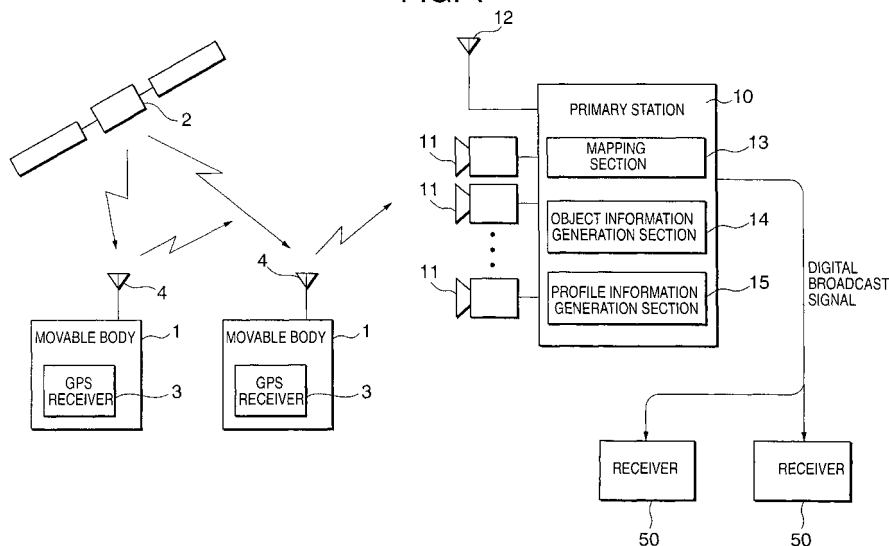 12
2
PRIMARY STATION
10
11
MAPPING
SECTION
13
11
OBJECT INFORMATION
GENERATION SECTION
14
11
PROFILE INFORMATION
GENERATION SECTION
15
DIGITAL
BROADCAST
SIGNAL
4
4
MOVABLE BODY
1
GPS
RECEIVER
3
MOVABLE BODY
1
GPS
RECEIVER
3
RECEIVER
RECEIVER
50
50